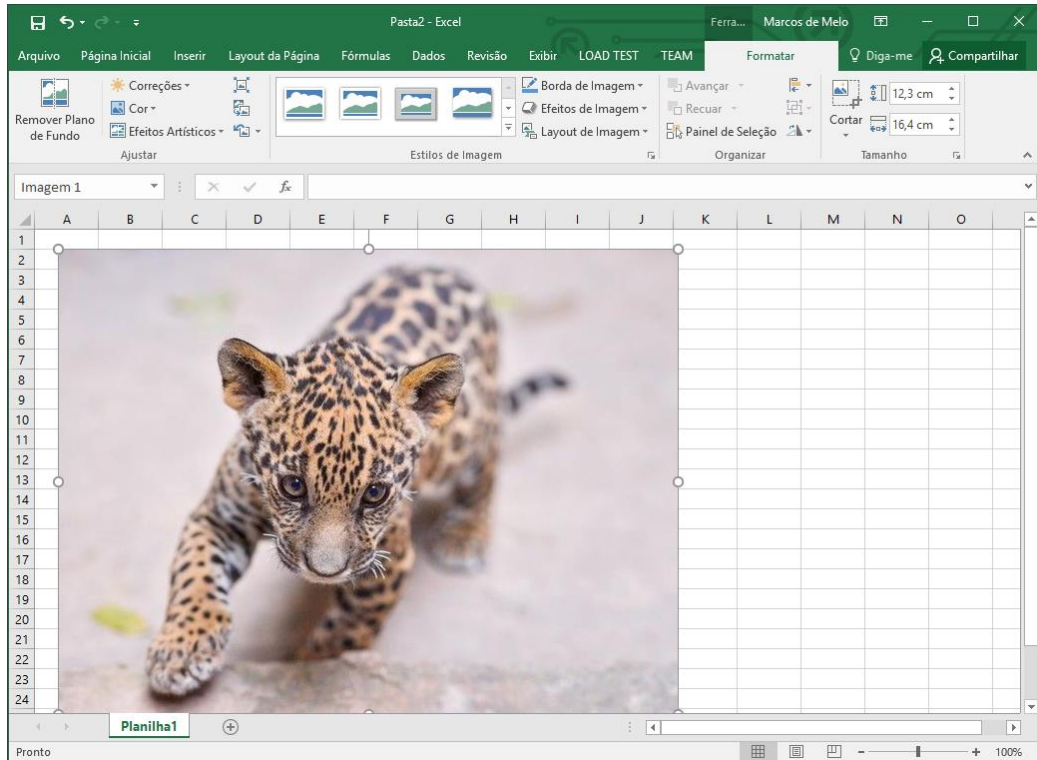 Pasta2 - Excel
Ferra...
Marcos de Melo
Arquivo Página Inicial Inserir Layout da Página Fórmulas Dados Revisão Exibir LOAD TEST TEAM Formatar Diga-me Compartilhar
Remover Plano de Fundo
Correções
Cor
Efeitos Artísticos
Ajustar
Estilos de Imagem
Borda de Imagem
Efeitos de Imagem
Layout de Imagem
Avançar
Recuar
Painel de Seleção
Organizar
Cortar
12,3 cm
16,4 cm
Tamanho
Imagem 1
fx
A B C D E F G H I J K L M N O
1
2
3
4
5
6
7
8
9
10
11
12
13
14
15
16
17
18
19
20
21
22
23
24
Planilha1
Pronto
100%